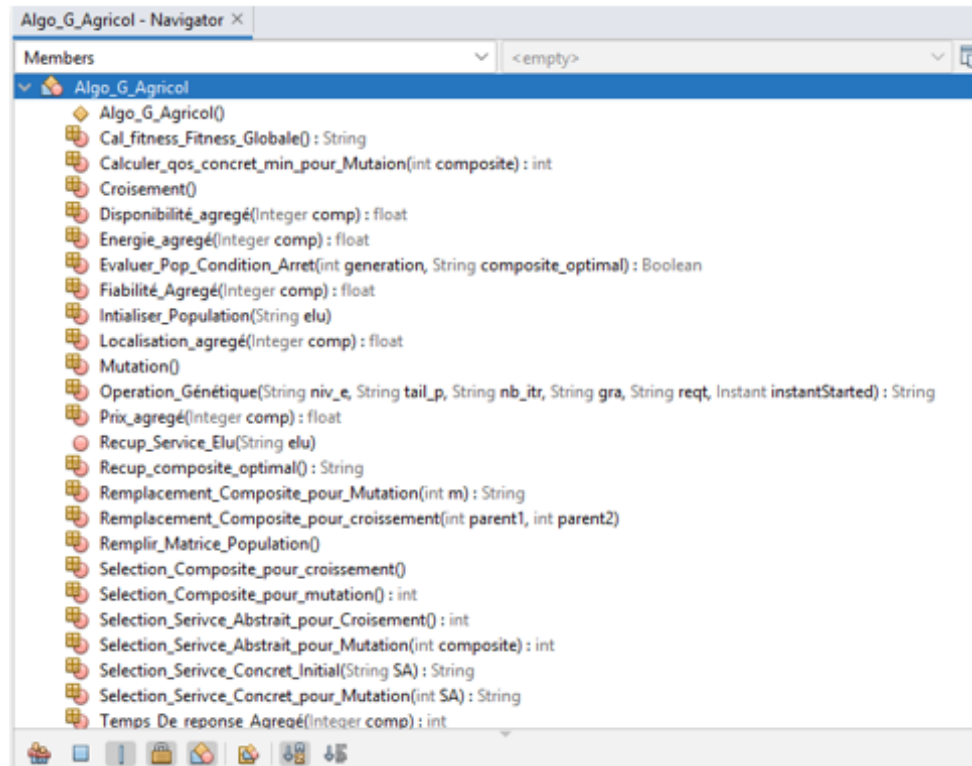 Algo_G_Agricol - Navigator ×
Members <empty>
Algo_G_Agricol
Algo_G_Agricol()
Cal_fitness_Fitness_Globale() : String
Calculer_qos_concret_min_pour_Mutaion(int composite) : int
Croisement()
Disponibilité_agregé(Integer comp) : float
Energie_agregé(Integer comp) : float
Evaluer_Pop_Condition_Arret(int generation, String composite_optimal) : Boolean
Fiabilité_Agregé(Integer comp) : float
Intialiser_Population(String elu)
Localisation_agregé(Integer comp) : float
Mutation()
Operation_Génétique(String niv_e, String tail_p, String nb_itr, String gra, String reqt, Instant instantStarted) : String
Prix_agregé(Integer comp) : float
Recup_Service_Elu(String elu)
Recup_composite_optimal() : String
Remplacement_Composite_pour_Mutation(int m) : String
Remplacement_Composite_pour_croissement(int parent1, int parent2)
Remplir_Matrice_Population()
Selection_Composite_pour_croissement()
Selection_Composite_pour_mutation() : int
Selection_Serivce_Abstrait_pour_Croisement() : int
Selection_Serivce_Abstrait_pour_Mutation(int composite) : int
Selection_Serivce_Concret_Initial(String SA) : String
Selection_Serivce_Concret_pour_Mutation(int SA) : String
Temps_De_reponse_Agregé(Integer comp) : int